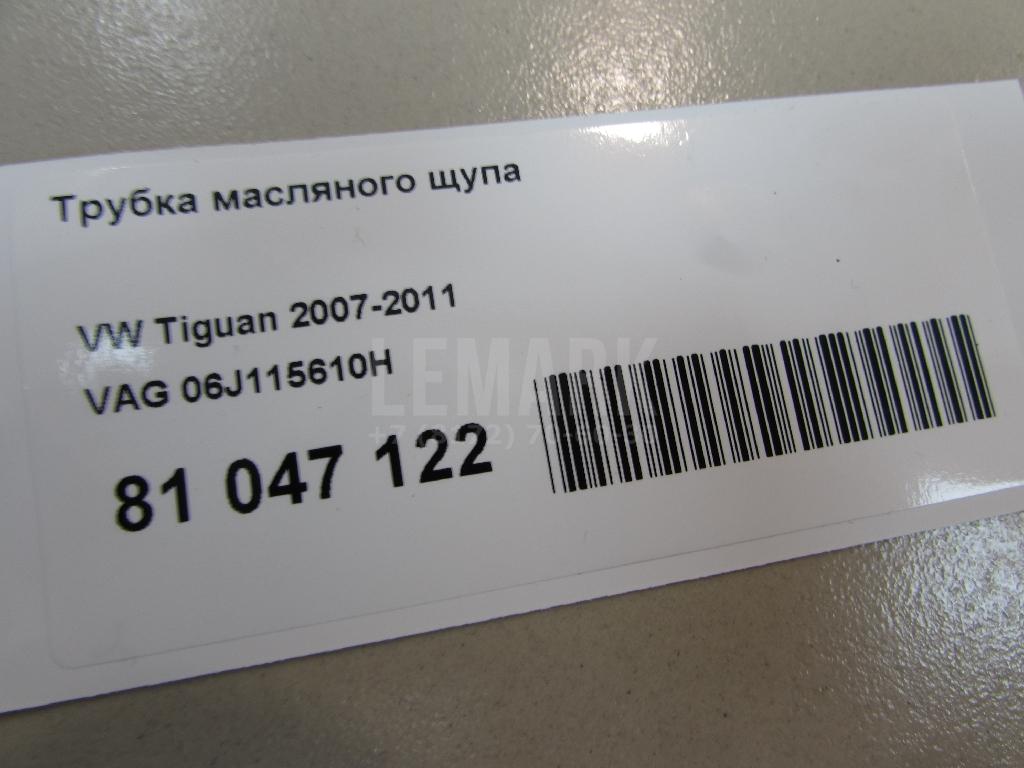 Трубка масляного щупа
VW Tiguan 2007-2011
VAG 06J115610H
LEMARK
81 047 122